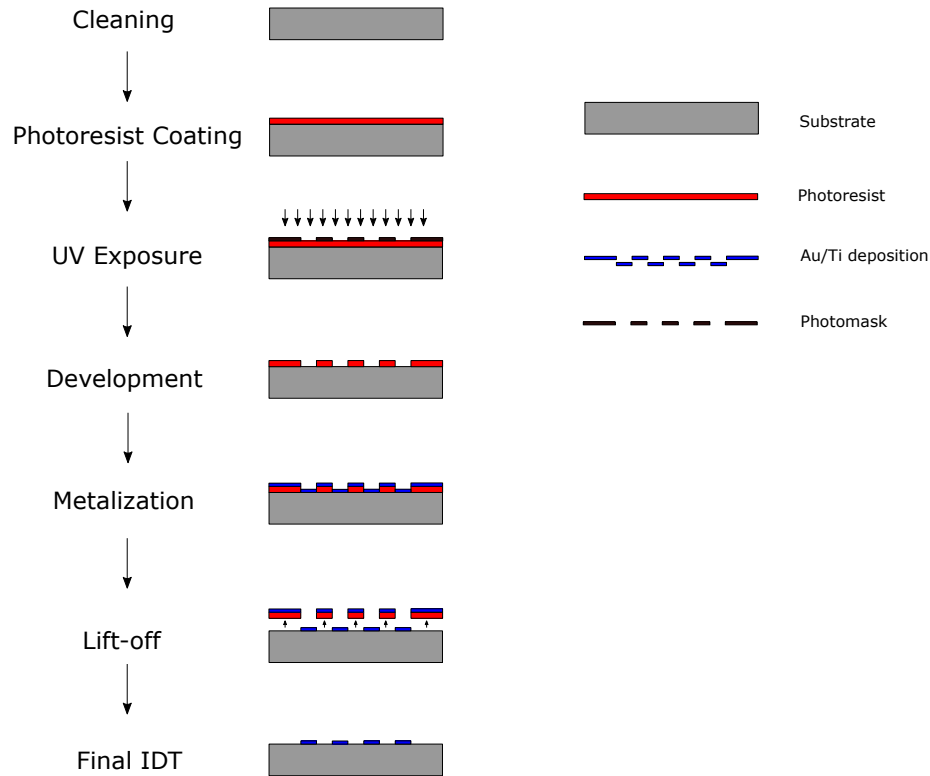 Cleaning
Photoresist Coating
UV Exposure
Development
Metalization
Lift-off
Final IDT
Substrate
Photoresist
Au/Ti deposition
Photomask